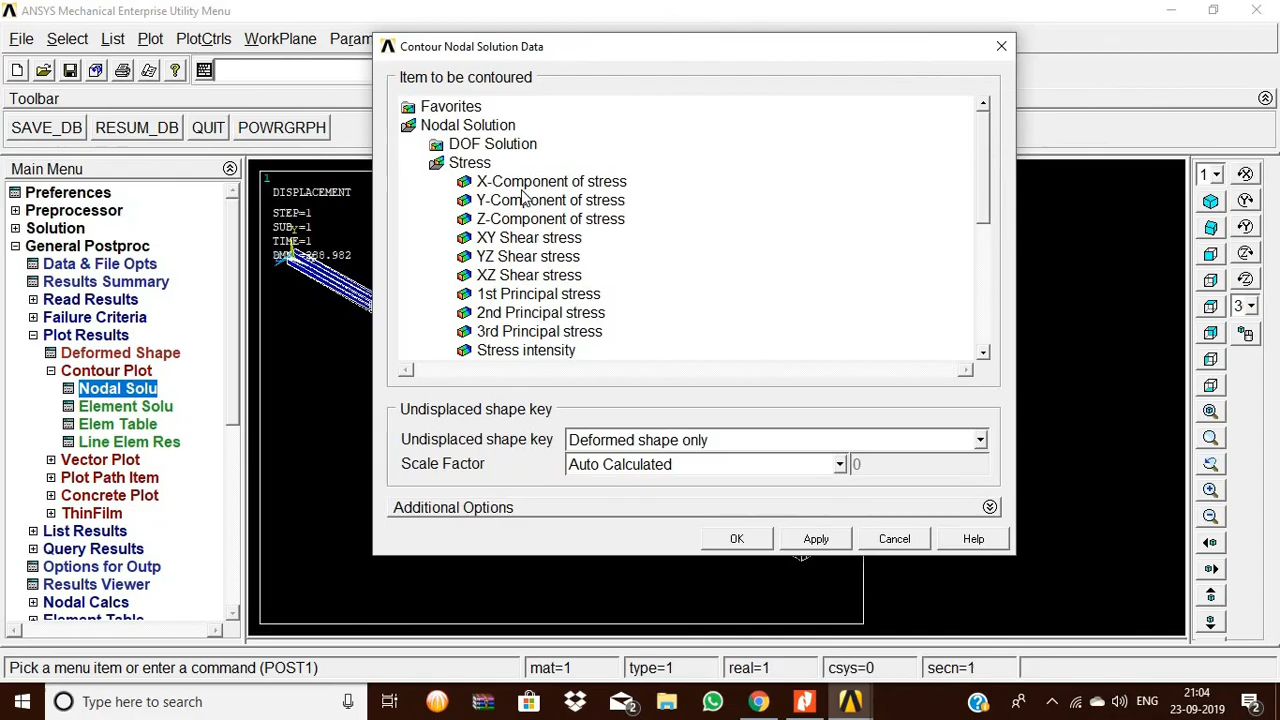 ANSYS Mechanical Enterprise Utility Menu
File Select List Plot PlotCtrls WorkPlane Param
Toolbar
SAVE_DB RESUM_DB QUIT POWRGRPH
Main Menu
Preferences
Preprocessor
Solution
General Postproc
Data & File Opts
Results Summary
Read Results
Failure Criteria
Plot Results
Deformed Shape
Contour Plot
Nodal Solu
Element Solu
Elem Table
Line Elem Res
Vector Plot
Plot Path Item
Concrete Plot
ThinFilm
List Results
Query Results
Options for Outp
Results Viewer
Nodal Calcs
Element Table
1
DISPLACEMENT
STEP=1
SUB =1
TIME=1
Contour Nodal Solution Data
Item to be contoured
Favorites
Nodal Solution
DOF Solution
Stress
X-Component of stress
Y-Component of stress
Z-Component of stress
XY Shear stress
YZ Shear stress
XZ Shear stress
1st Principal stress
2nd Principal stress
3rd Principal stress
Stress intensity
Undisplaced shape key
Undisplaced shape key Deformed shape only
Scale Factor Auto Calculated 0
Additional Options
OK Apply Cancel Help
1
3
Pick a menu item or enter a command (POST1) mat=1 type=1 real=1 csys=0 secn=1
Type here to search
2
ENG
21:04
23-09-2019
2